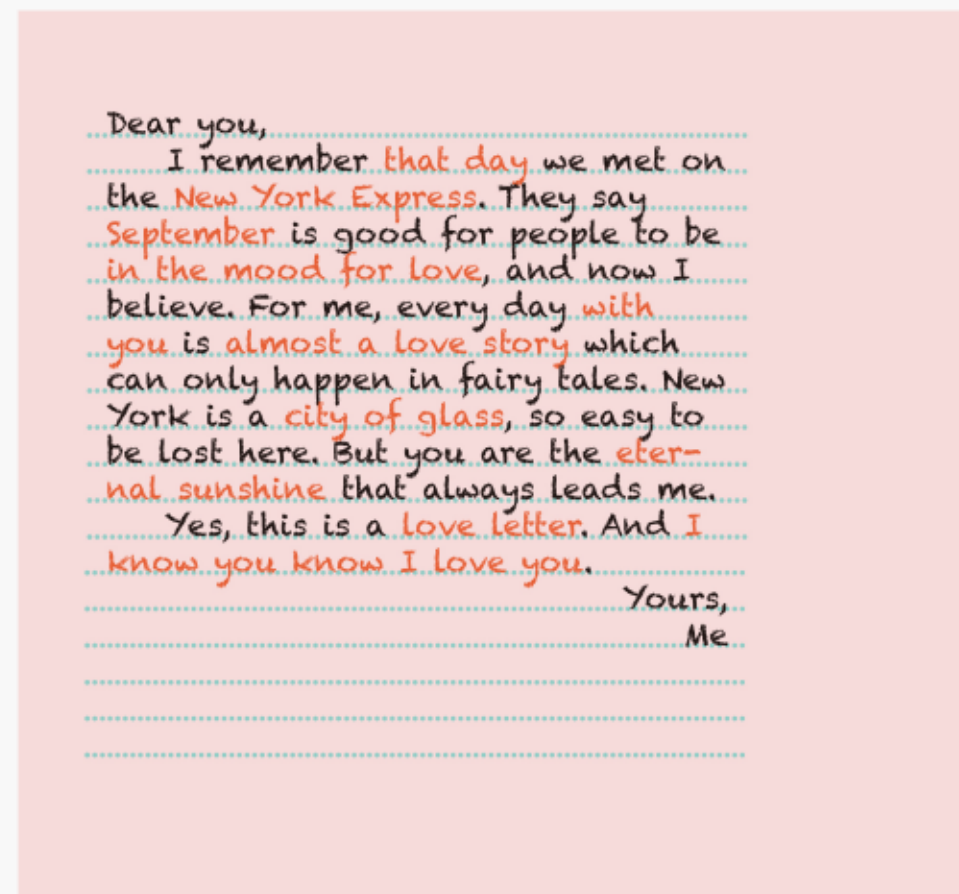 Dear you,
I remember that day we met on
the New York Express. They say
September is good for people to be
in the mood for love, and now I
believe. For me, every day with
you is almost a love story which
can only happen in fairy tales. New
York is a city of glass, so easy to
be lost here. But you are the eter-
nal sunshine that always leads me.
Yes, this is a love letter. And I
know you know I love you.
Yours,
Me